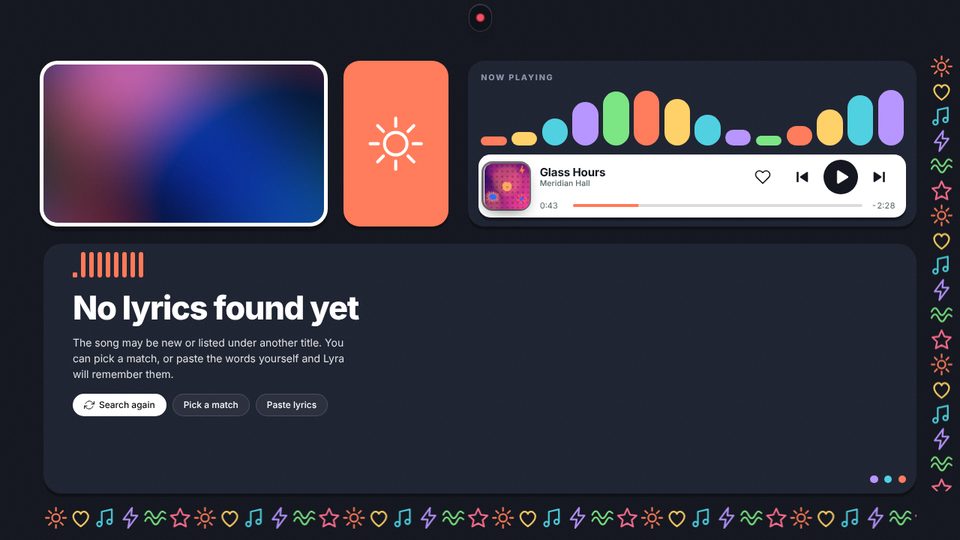 NOW PLAYING
Glass Hours
Meridian Hall
0:43
-2:28
No lyrics found yet
The song may be new or listed under another title. You
can pick a match, or paste the words yourself and Lyra
will remember them.
Search again
Pick a match
Paste lyrics